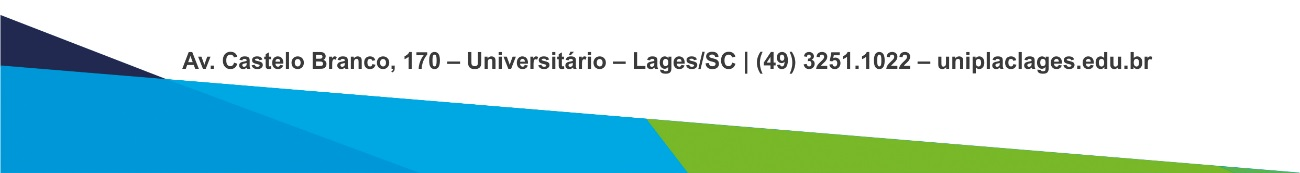 Av. Castelo Branco, 170 – Universitário – Lages/SC | (49) 3251.1022 – uniplaclages.edu.br